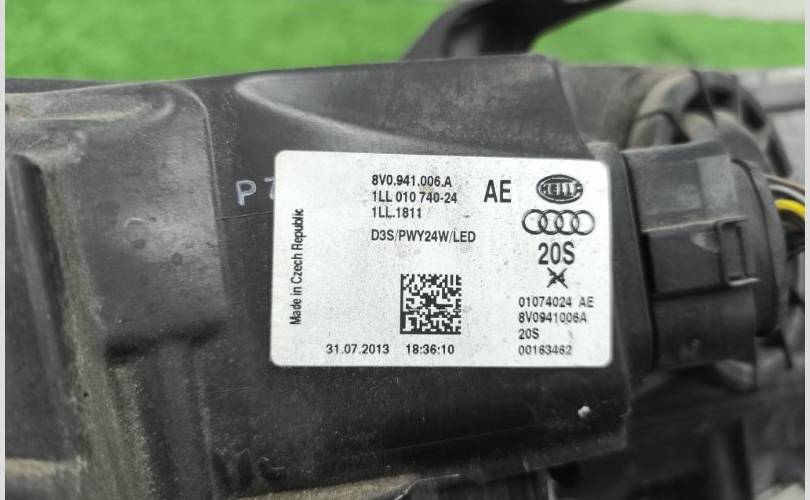 8V0.941.006.A
1LL 010 740-24
1LL.1811
D3S/PWY24W/LED
AE
HELLA
20S
Made in Czech Republic
31.07.2013 18:36:10
01074024 AE
8V0941006A
20S
00163462